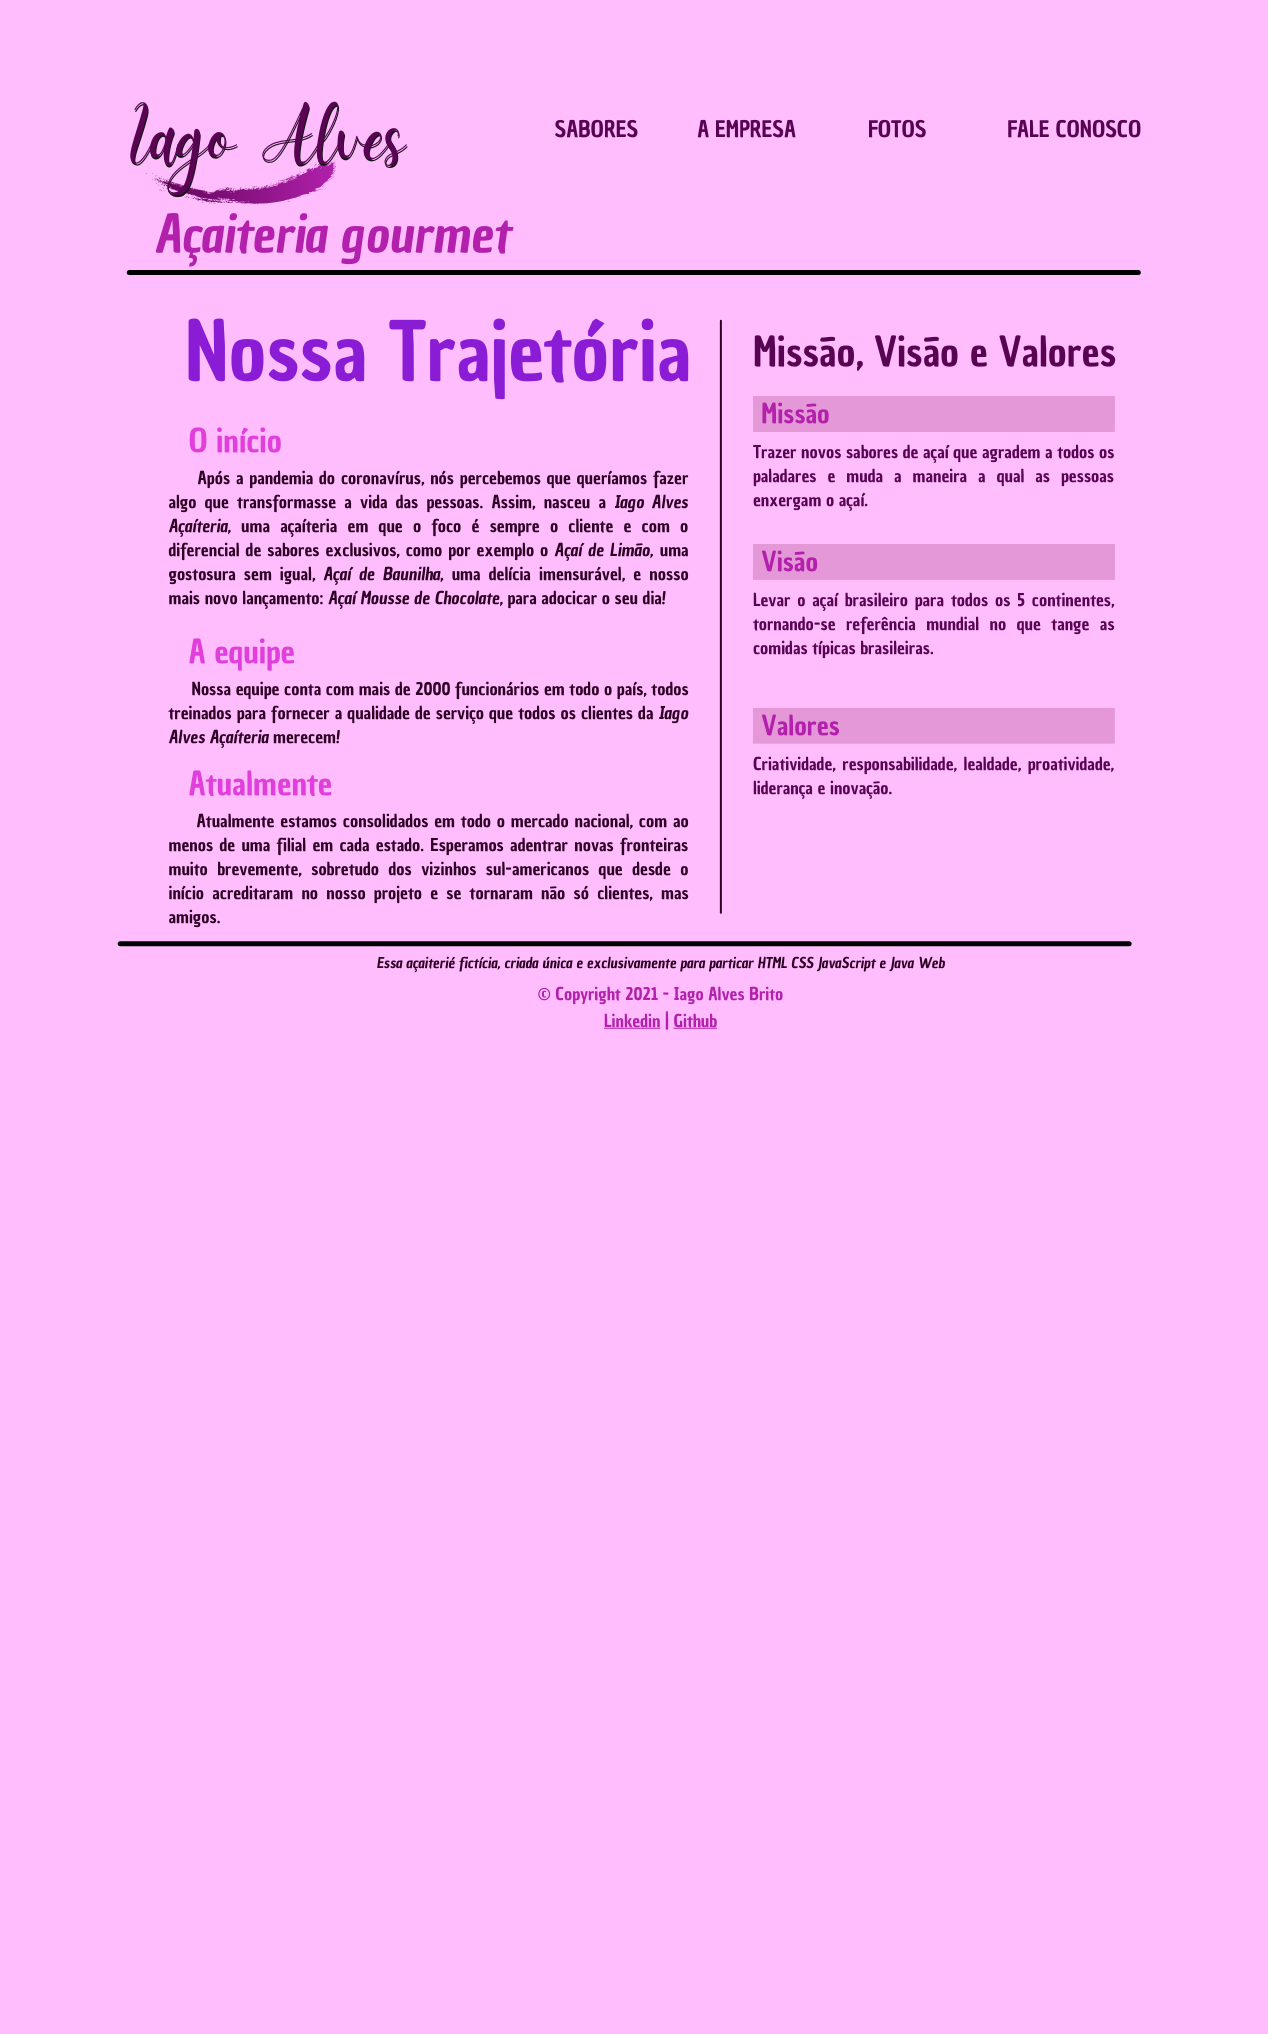 Iago Alves
SABORES
A EMPRESA
FOTOS
FALE CONOSCO
Açaiteria gourmet
Nossa Trajetória
O início
Após a pandemia do coronavírus, nós percebemos que queríamos fazer
algo que transformasse a vida das pessoas. Assim, nasceu a Iago Alves
Açaíteria, uma açaíteria em que o foco é sempre o cliente e com o
diferencial de sabores exclusivos, como por exemplo o Açaí de Limão, uma
gostosura sem igual, Açaí de Baunilha, uma delícia imensurável, e nosso
mais novo lançamento: Açaí Mousse de Chocolate, para adocicar o seu dia!
A equipe
Nossa equipe conta com mais de 2000 funcionários em todo o país, todos
treinados para fornecer a qualidade de serviço que todos os clientes da Iago
Alves Açaíteria merecem!
Atualmente
Atualmente estamos consolidados em todo o mercado nacional, com ao
menos de uma filial em cada estado. Esperamos adentrar novas fronteiras
muito brevemente, sobretudo dos vizinhos sul-americanos que desde o
início acreditaram no nosso projeto e se tornaram não só clientes, mas
amigos.
Missão, Visão e Valores
Missão
Trazer novos sabores de açaí que agradem a todos os
paladares e muda a maneira a qual as pessoas
enxergam o açaí.
Visão
Levar o açaí brasileiro para todos os 5 continentes,
tornando-se referência mundial no que tange as
comidas típicas brasileiras.
Valores
Criatividade, responsabilidade, lealdade, proatividade,
liderança e inovação.
Essa açaiterié fictícia, criada única e exclusivamente para particar HTML CSS JavaScript e Java Web
© Copyright 2021 - Iago Alves Brito
Linkedin | Github